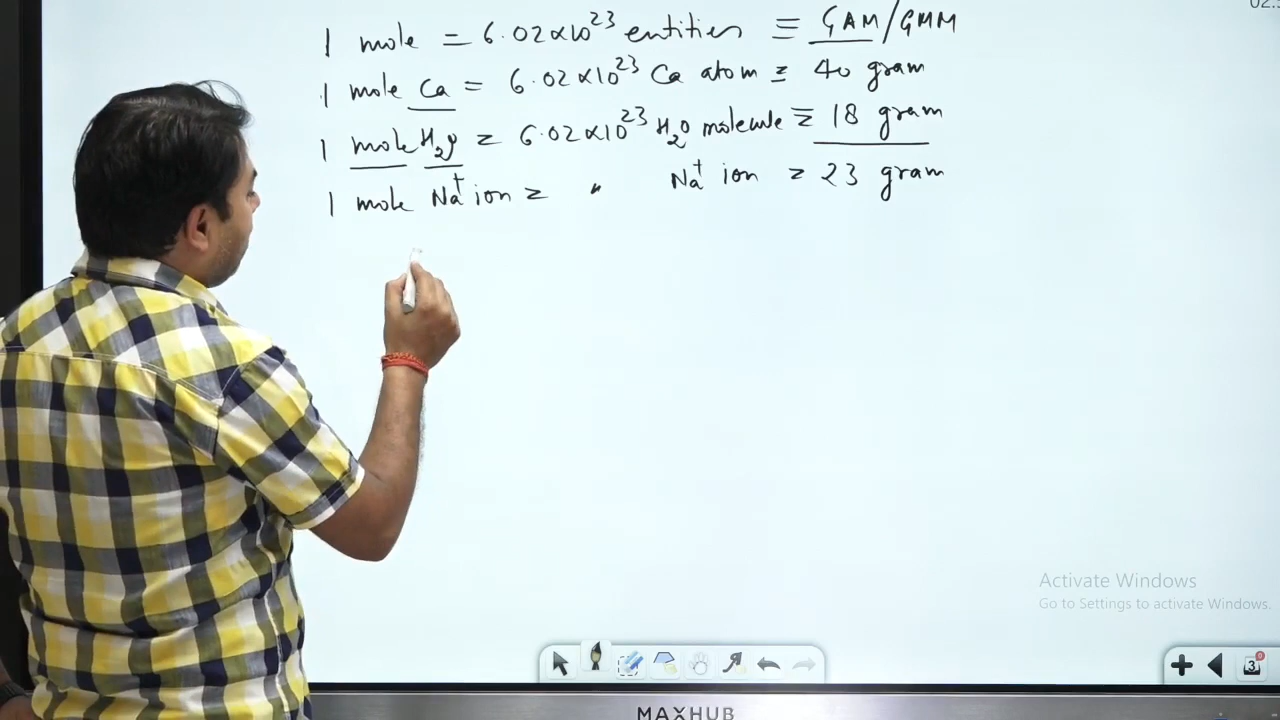 02:
1 mole = 6.02×10²³ entities ≡ GAM/GMM
1 mole Ca = 6.02×10²³ Ca atom = 40 gram
1 mole H₂O = 6.02×10²³ H₂O molecule = 18 gram
1 mole Na⁺ ion = " Na⁺ ion = 23 gram
Activate Windows
Go to Settings to activate Windows.
3
MAXHUB